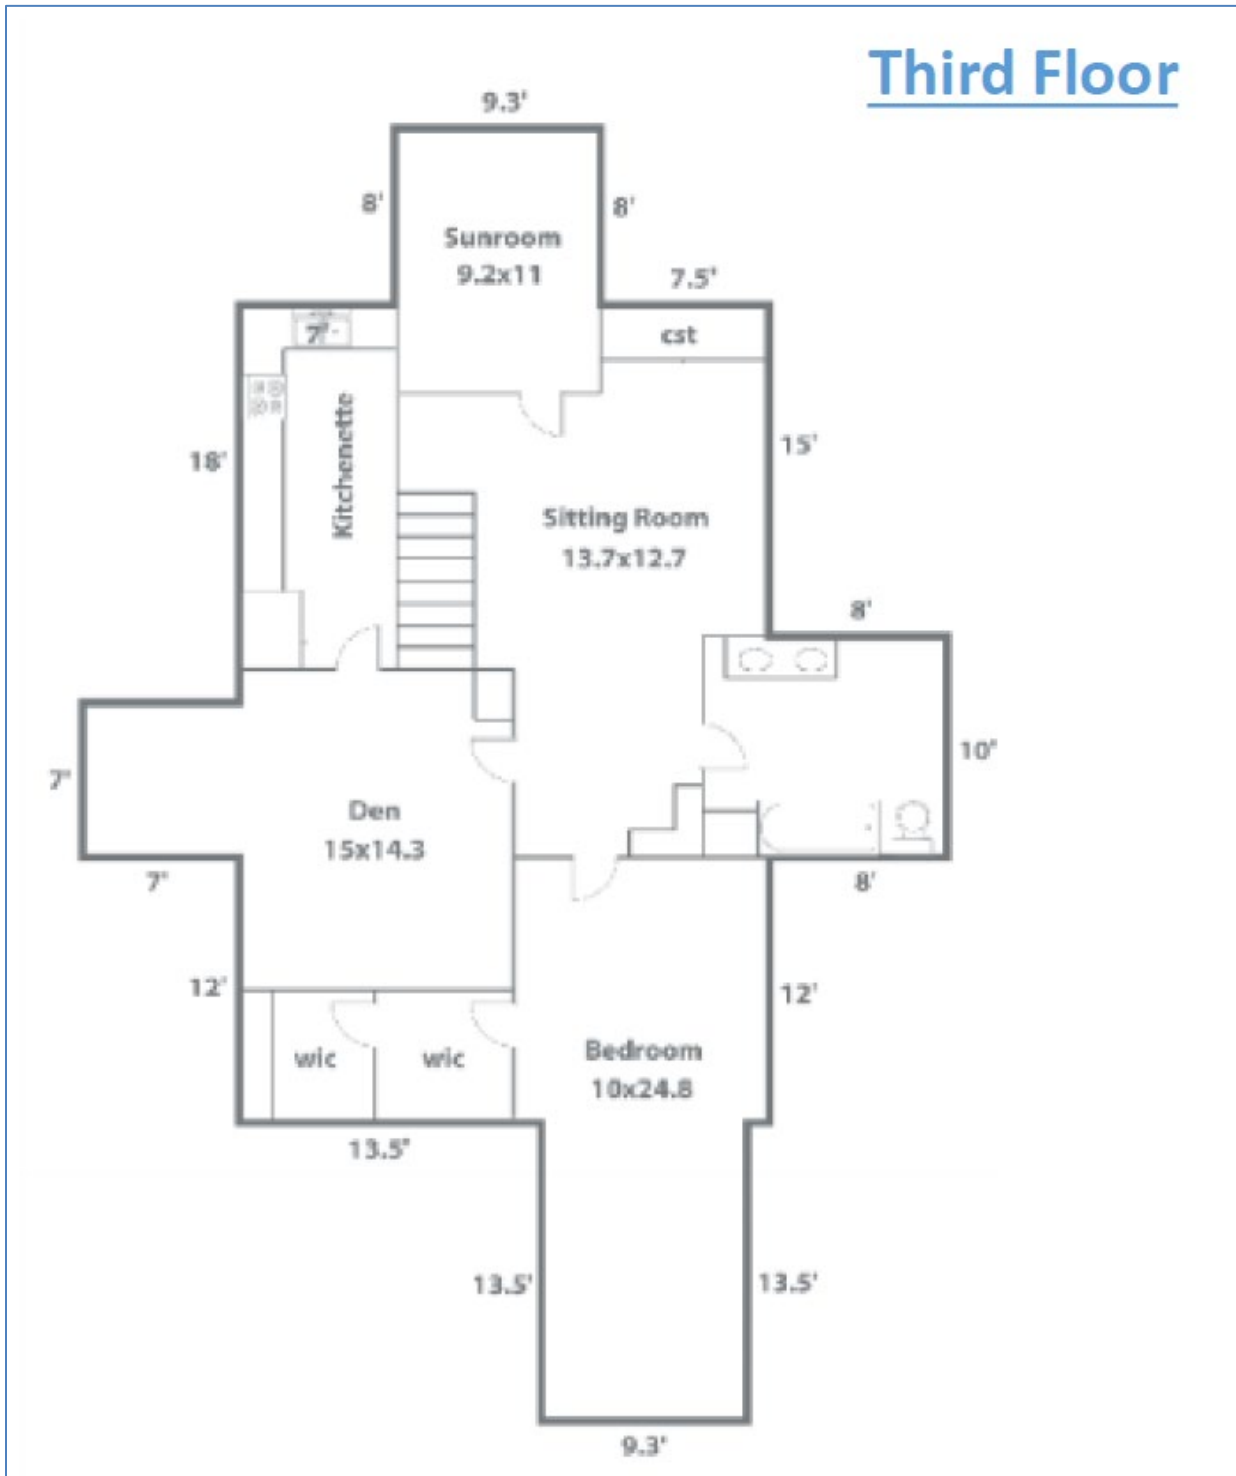 Third Floor
9.3'
8'
8'
Sunroom
9.2x11
7.5'
7'
cst
Kitchenette
18'
15'
Sitting Room
13.7x12.7
8'
7'
10'
Den
15x14.3
7'
8'
12'
12'
wic
wic
Bedroom
10x24.8
13.5'
13.5'
13.5'
9.3'